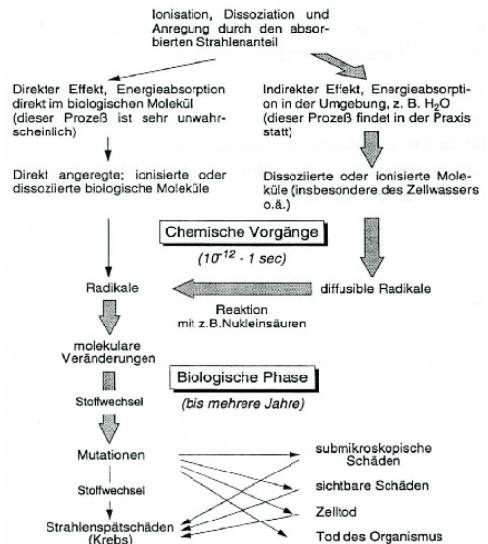 Ionisation, Dissoziation und
Anregung durch den absor-
bierten Strahlenanteil
Direkter Effekt, Energieabsorption
direkt im biologischen Molekül
(dieser Prozeß ist sehr unwahr-
scheinlich)
Indirekter Effekt, Energieabsorpti-
on in der Umgebung, z. B. H₂O
(dieser Prozeß findet in der Praxis
statt)
Direkt angeregte; ionisierte oder
dissoziierte biologische Moleküle
Dissoziierte oder ionisierte Mole-
küle (insbesondere des Zellwassers
o.ä.)
Chemische Vorgänge
(10⁻¹² - 1 sec)
Radikale
diffusible Radikale
Reaktion
mit z.B.Nukleinsäuren
molekulare
Veränderungen
Biologische Phase
(bis mehrere Jahre)
Stoffwechsel
Mutationen
submikroskopische
Schäden
sichtbare Schäden
Stoffwechsel
Zelltod
Strahlenspätschäden
(Krebs)
Tod des Organismus